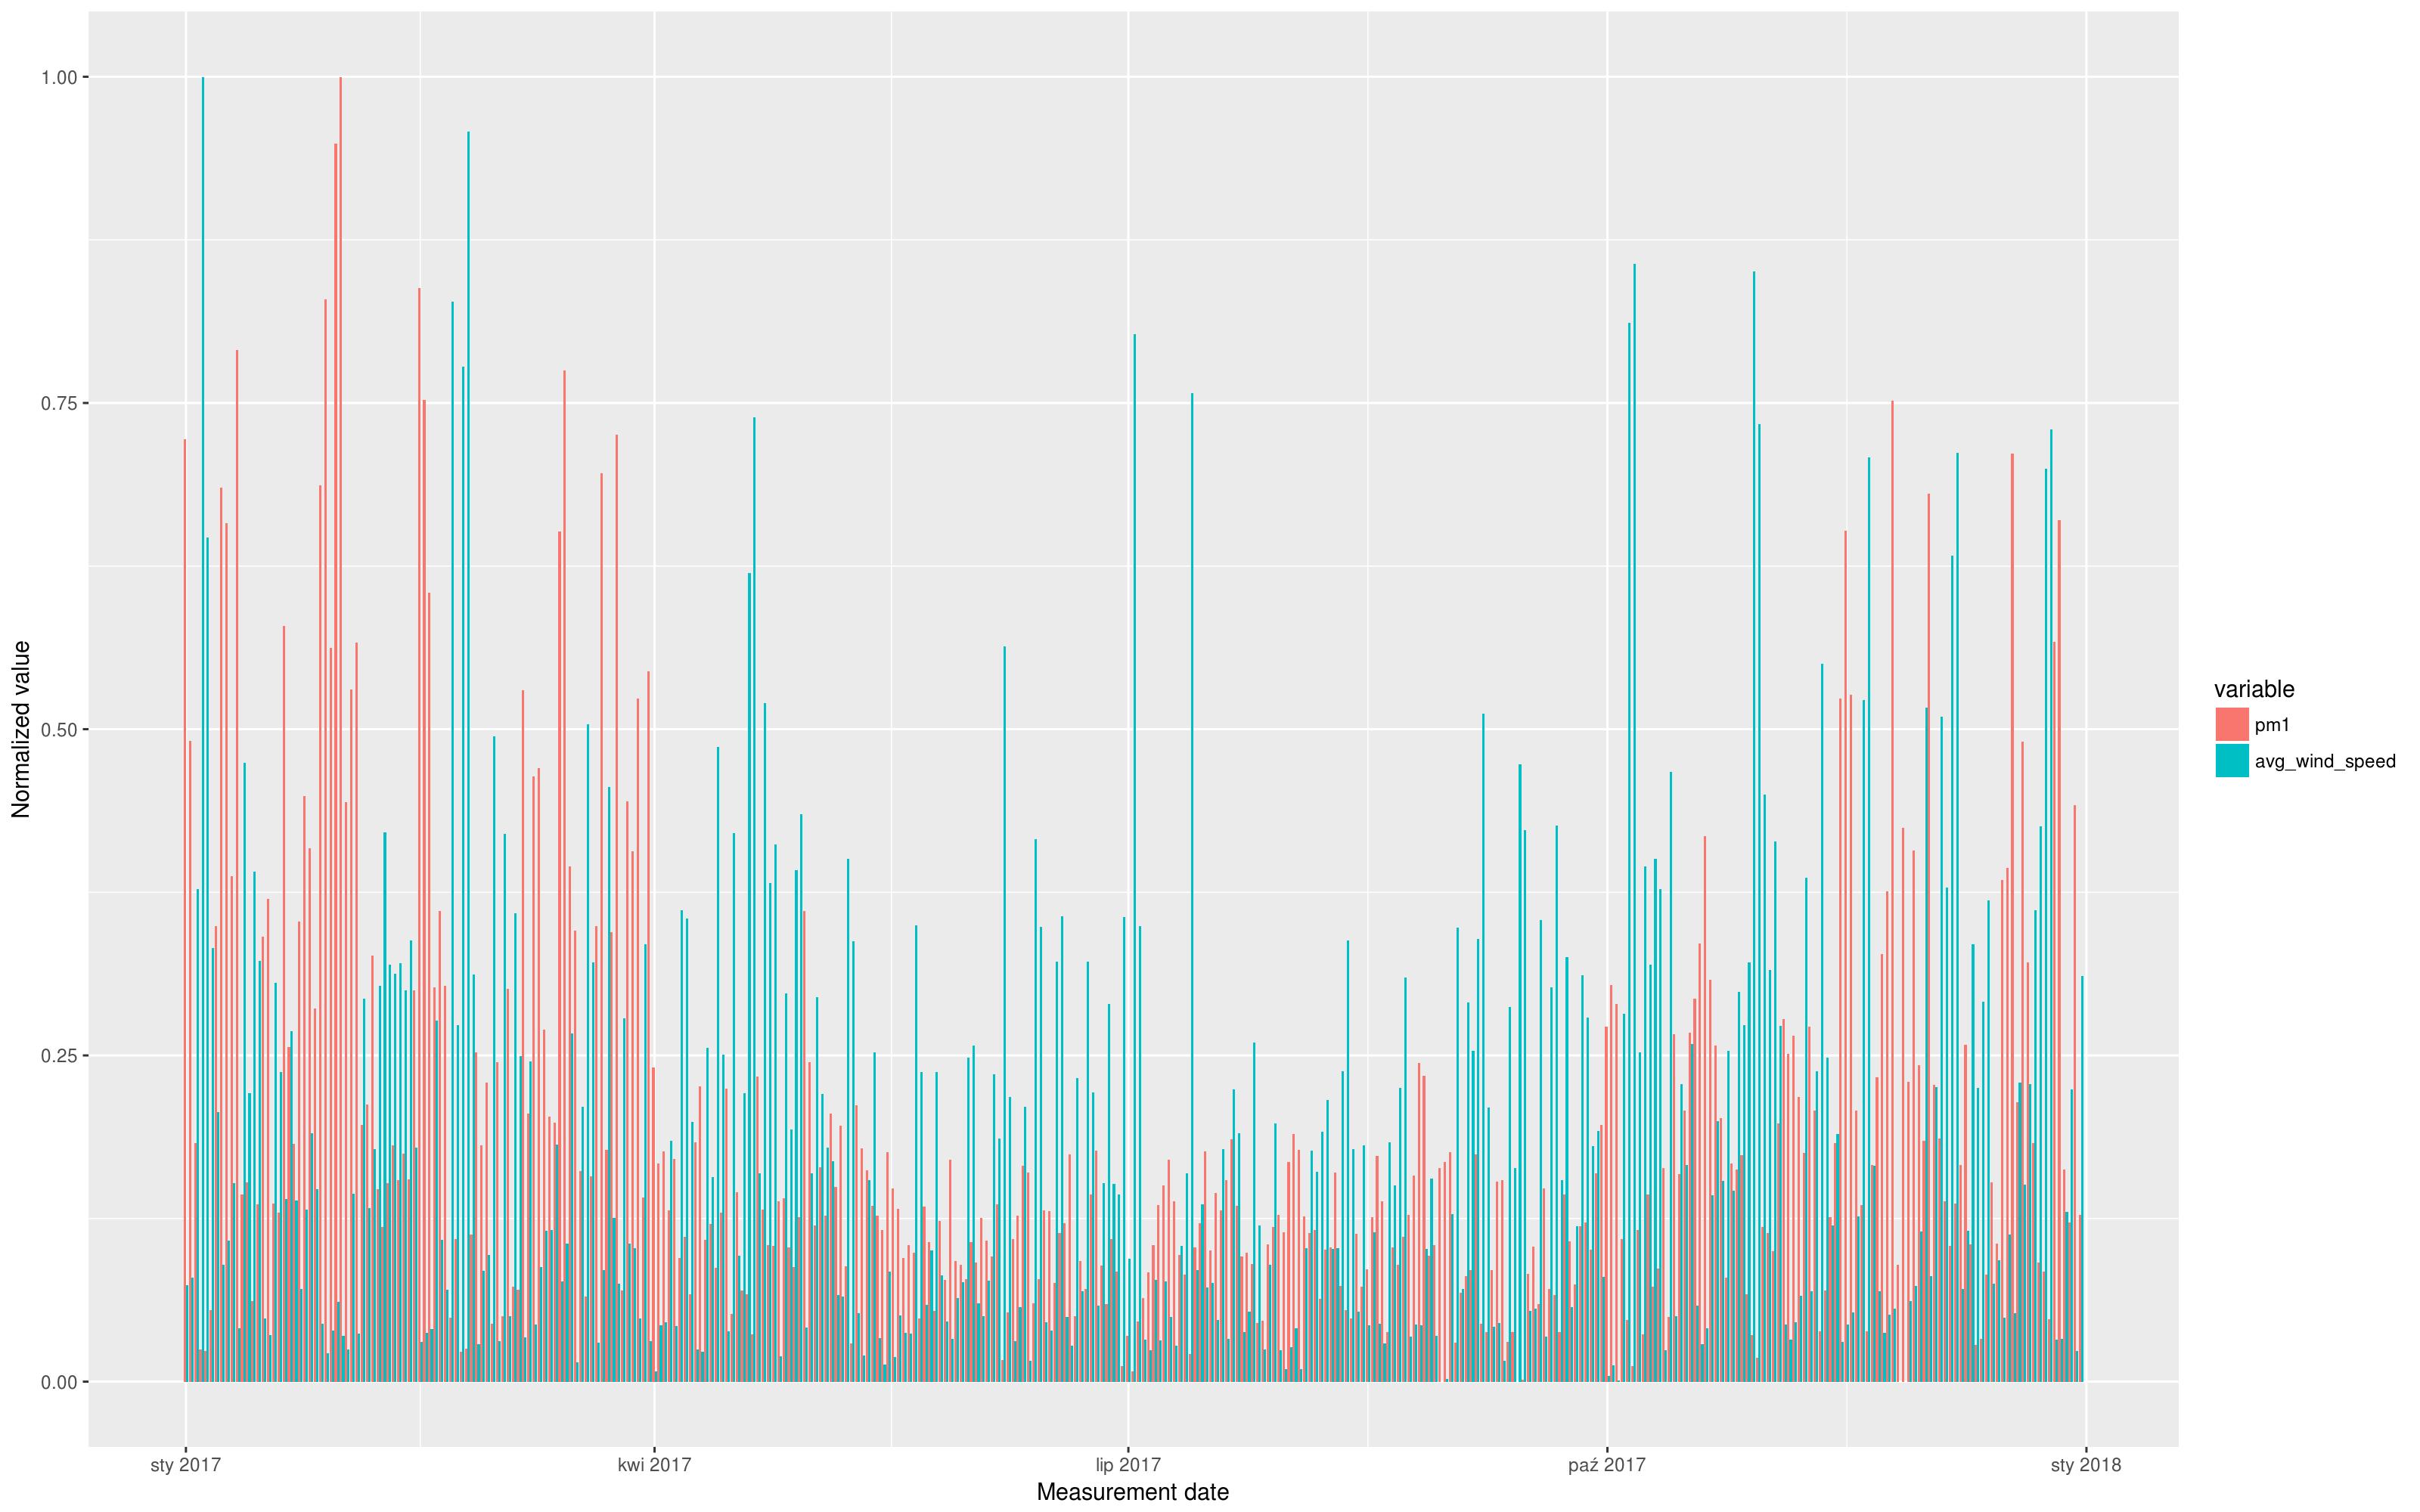 1.00
0.75
0.50
0.25
0.00
Normalized value
sty 2017
kwi 2017
lip 2017
paź 2017
sty 2018
Measurement date
variable
pm1
avg_wind_speed